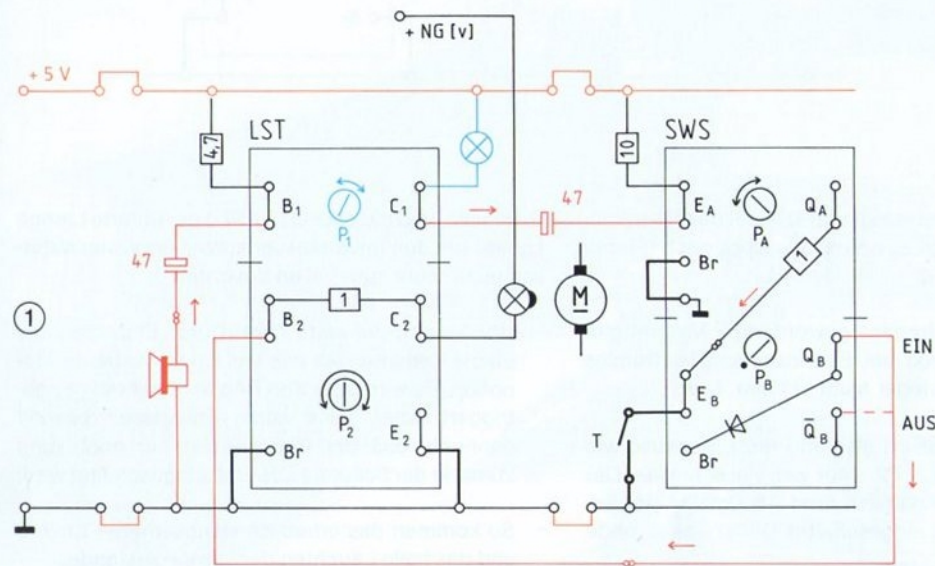 + NG [v]
+ 5 V
LST
SWS
4,7
10
B1
P1
C1
47
EA
PA
QA
47
1
Br
1
M
B2
C2
1
QB
EIN
PB
EB
T
P2
E2
Q̅B
AUS
Br
Br